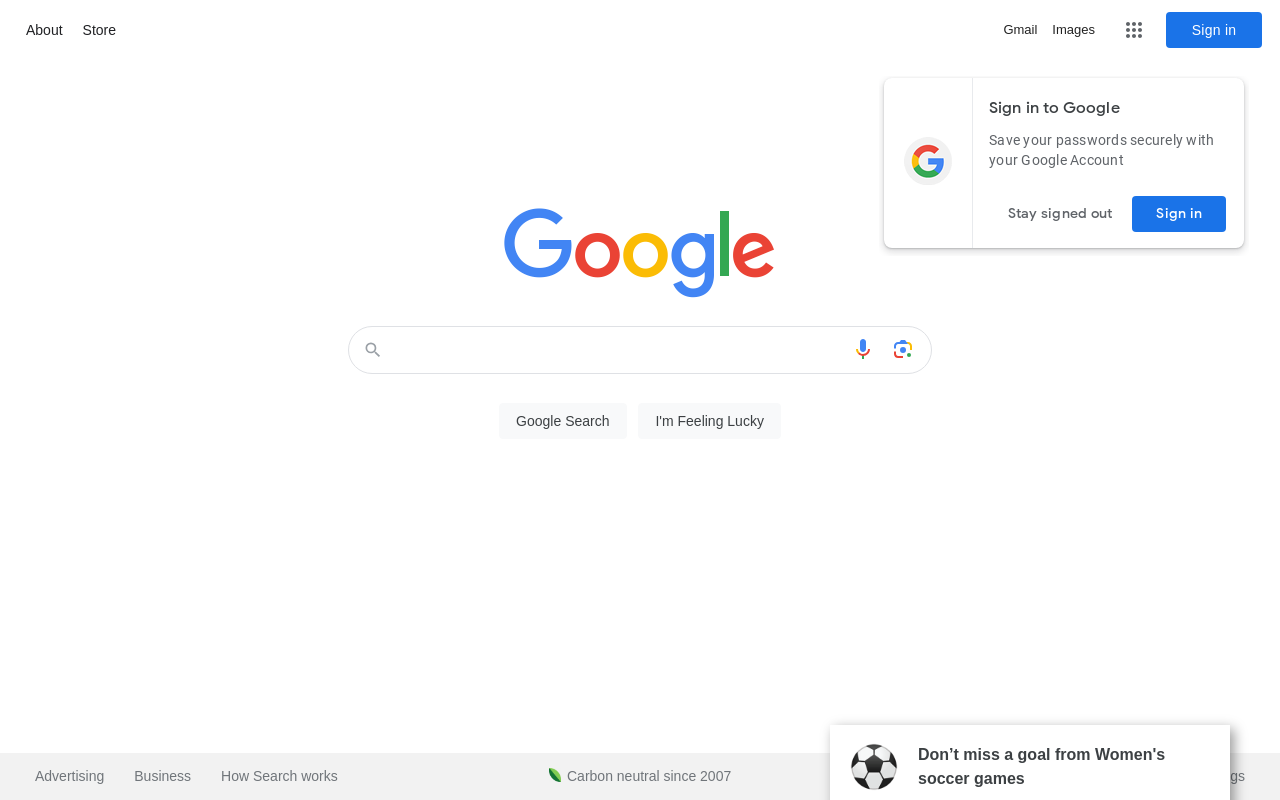 About Store
Gmail Images
Sign in
Sign in to Google
Save your passwords securely with
your Google Account
Stay signed out Sign in
Google
Google Search I'm Feeling Lucky
Don’t miss a goal from Women's
soccer games
Advertising Business How Search works
Carbon neutral since 2007